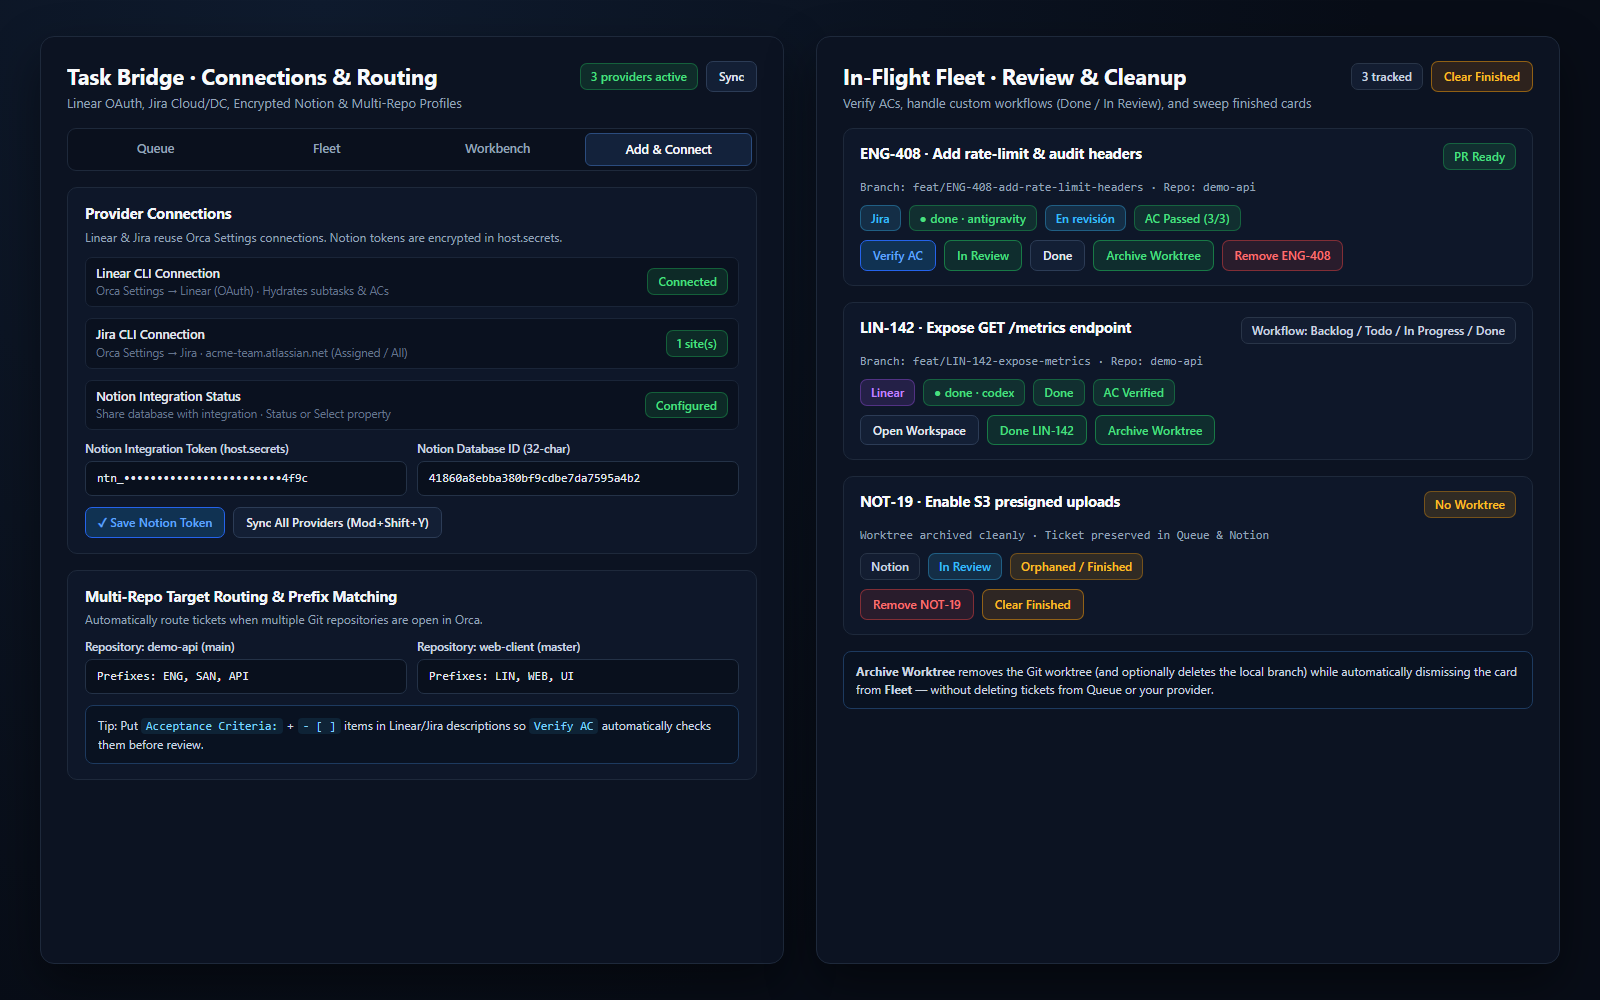 Task Bridge · Connections & Routing
3 providers active
Sync
Linear OAuth, Jira Cloud/DC, Encrypted Notion & Multi-Repo Profiles
Queue
Fleet
Workbench
Add & Connect
Provider Connections
Linear & Jira reuse Orca Settings connections. Notion tokens are encrypted in host.secrets.
Linear CLI Connection
Orca Settings → Linear (OAuth) · Hydrates subtasks & ACs
Connected
Jira CLI Connection
Orca Settings → Jira · acme-team.atlassian.net (Assigned / All)
1 site(s)
Notion Integration Status
Share database with integration · Status or Select property
Configured
Notion Integration Token (host.secrets)
Notion Database ID (32-char)
ntn_••••••••••••••••••••••••4f9c
41860a8ebba380bf9cdbe7da7595a4b2
✓ Save Notion Token
Sync All Providers (Mod+Shift+Y)
Multi-Repo Target Routing & Prefix Matching
Automatically route tickets when multiple Git repositories are open in Orca.
Repository: demo-api (main)
Repository: web-client (master)
Prefixes: ENG, SAN, API
Prefixes: LIN, WEB, UI
Tip: Put Acceptance Criteria: + - [ ] items in Linear/Jira descriptions so Verify AC automatically checks
them before review.
In-Flight Fleet · Review & Cleanup
3 tracked
Clear Finished
Verify ACs, handle custom workflows (Done / In Review), and sweep finished cards
ENG-408 · Add rate-limit & audit headers
PR Ready
Branch: feat/ENG-408-add-rate-limit-headers · Repo: demo-api
Jira
● done · antigravity
En revisión
AC Passed (3/3)
Verify AC
In Review
Done
Archive Worktree
Remove ENG-408
LIN-142 · Expose GET /metrics endpoint
Workflow: Backlog / Todo / In Progress / Done
Branch: feat/LIN-142-expose-metrics · Repo: demo-api
Linear
● done · codex
Done
AC Verified
Open Workspace
Done LIN-142
Archive Worktree
NOT-19 · Enable S3 presigned uploads
No Worktree
Worktree archived cleanly · Ticket preserved in Queue & Notion
Notion
In Review
Orphaned / Finished
Remove NOT-19
Clear Finished
Archive Worktree removes the Git worktree (and optionally deletes the local branch) while automatically dismissing the card
from Fleet — without deleting tickets from Queue or your provider.